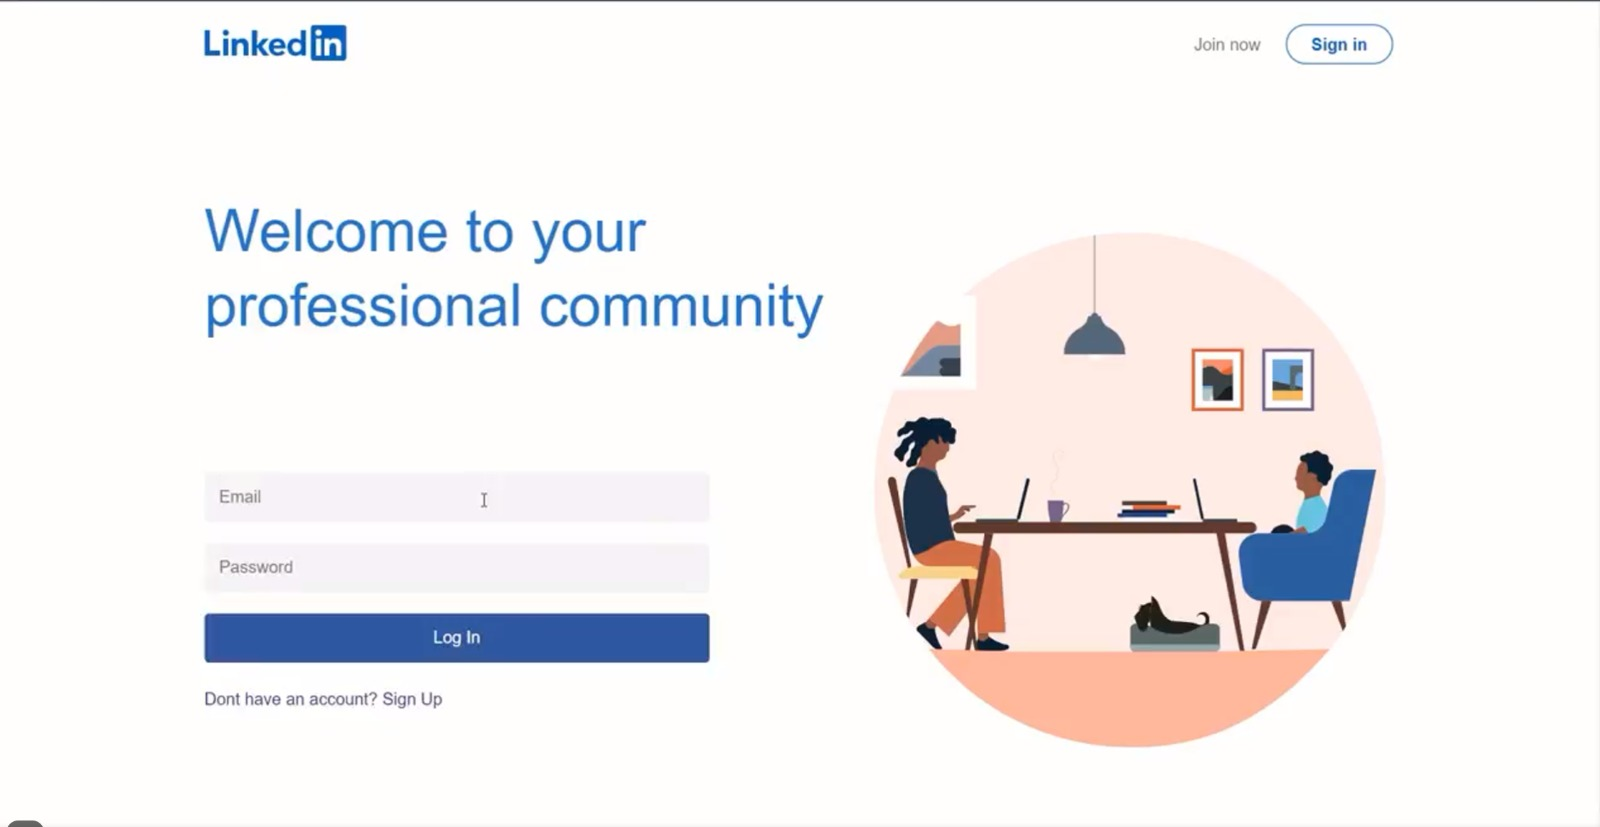 Linkedin
Join now
Sign in
Welcome to your
professional community
Email
Password
Log In
Dont have an account? Sign Up